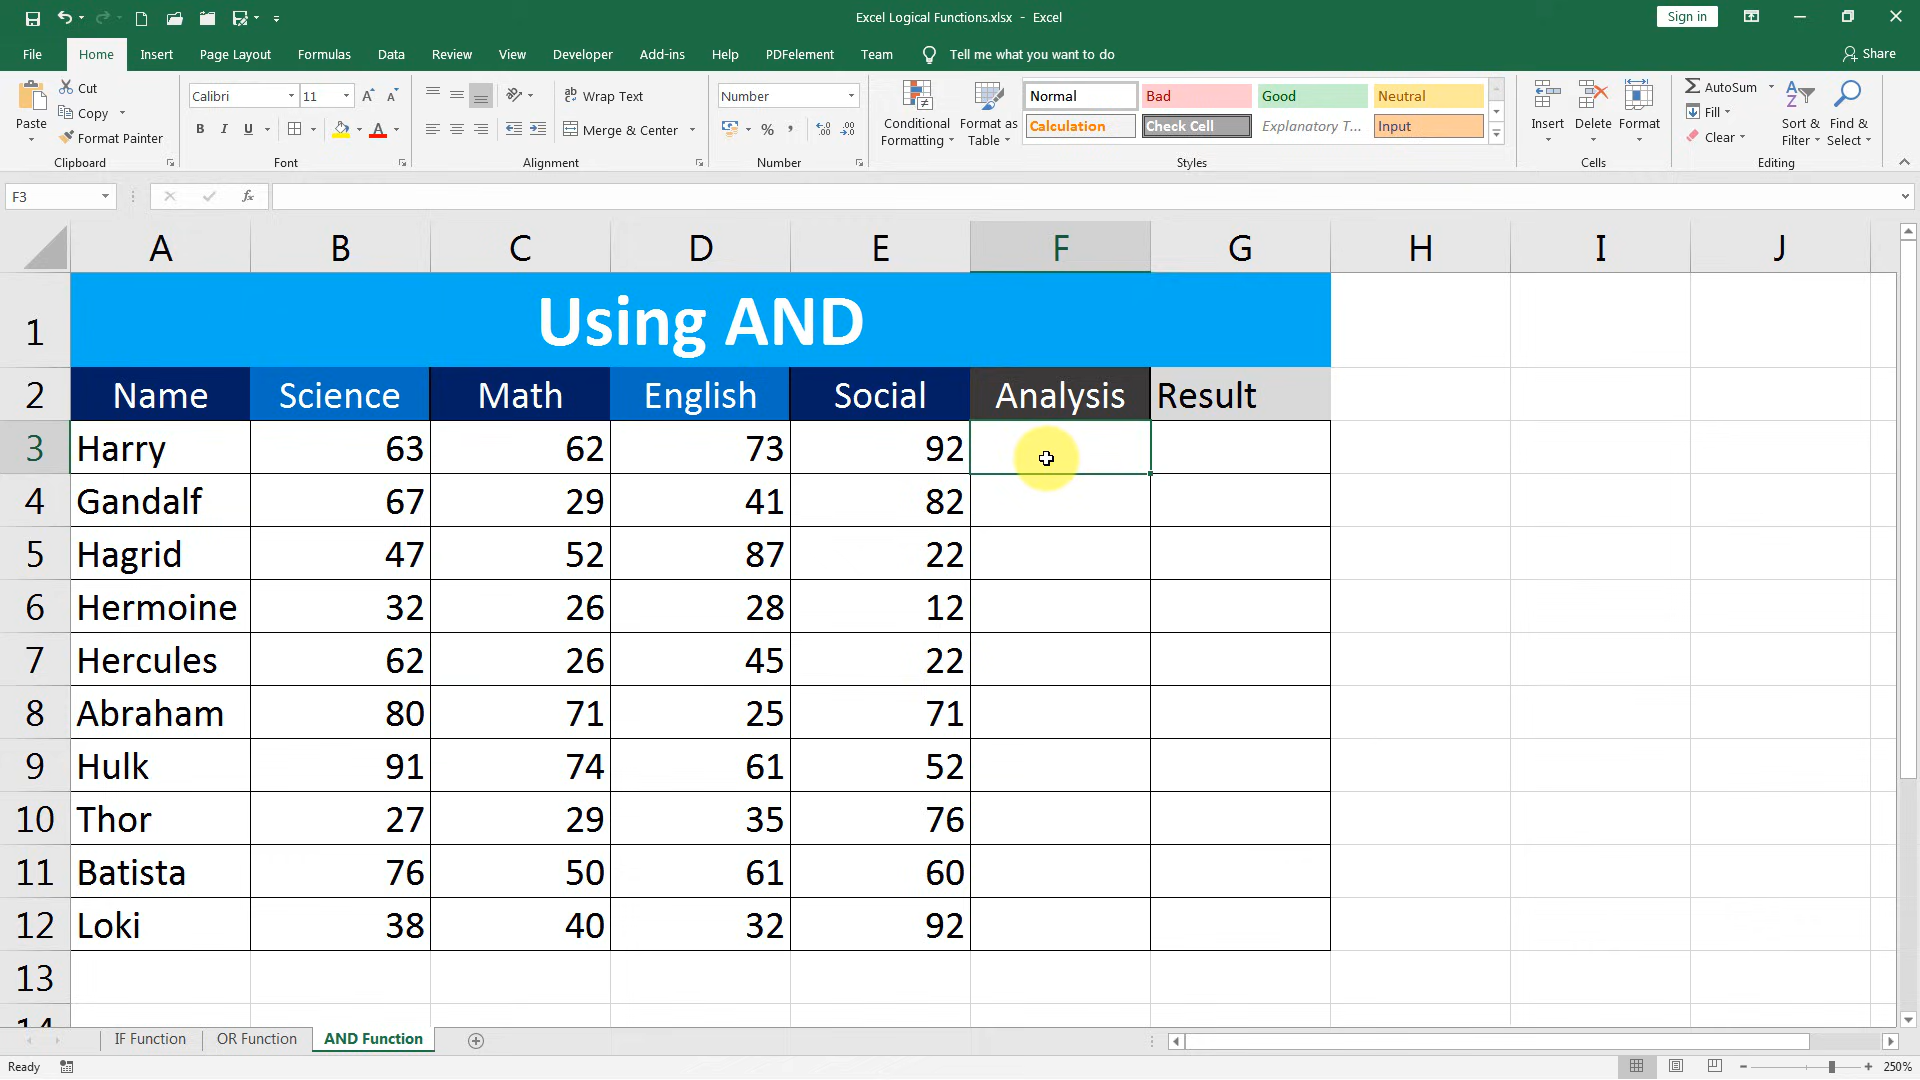 Excel Logical Functions.xlsx - Excel
Sign in
File Home Insert Page Layout Formulas Data Review View Developer Add-ins Help PDFelement Team Tell me what you want to do Share
Paste
Cut
Copy
Format Painter
Clipboard
Calibri 11
B I U
Font
Wrap Text
Merge & Center
Alignment
Number
Number
Conditional Formatting
Format as Table
Normal Bad Good Neutral
Calculation Check Cell Explanatory T... Input
Styles
Insert Delete Format
Cells
AutoSum
Fill
Clear
Sort & Filter
Find & Select
Editing
F3 fx
A B C D E F G H I J
1 Using AND
2 Name Science Math English Social Analysis Result
3 Harry 63 62 73 92
4 Gandalf 67 29 41 82
5 Hagrid 47 52 87 22
6 Hermoine 32 26 28 12
7 Hercules 62 26 45 22
8 Abraham 80 71 25 71
9 Hulk 91 74 61 52
10 Thor 27 29 35 76
11 Batista 76 50 61 60
12 Loki 38 40 32 92
13
14
IF Function OR Function AND Function
Ready 250%